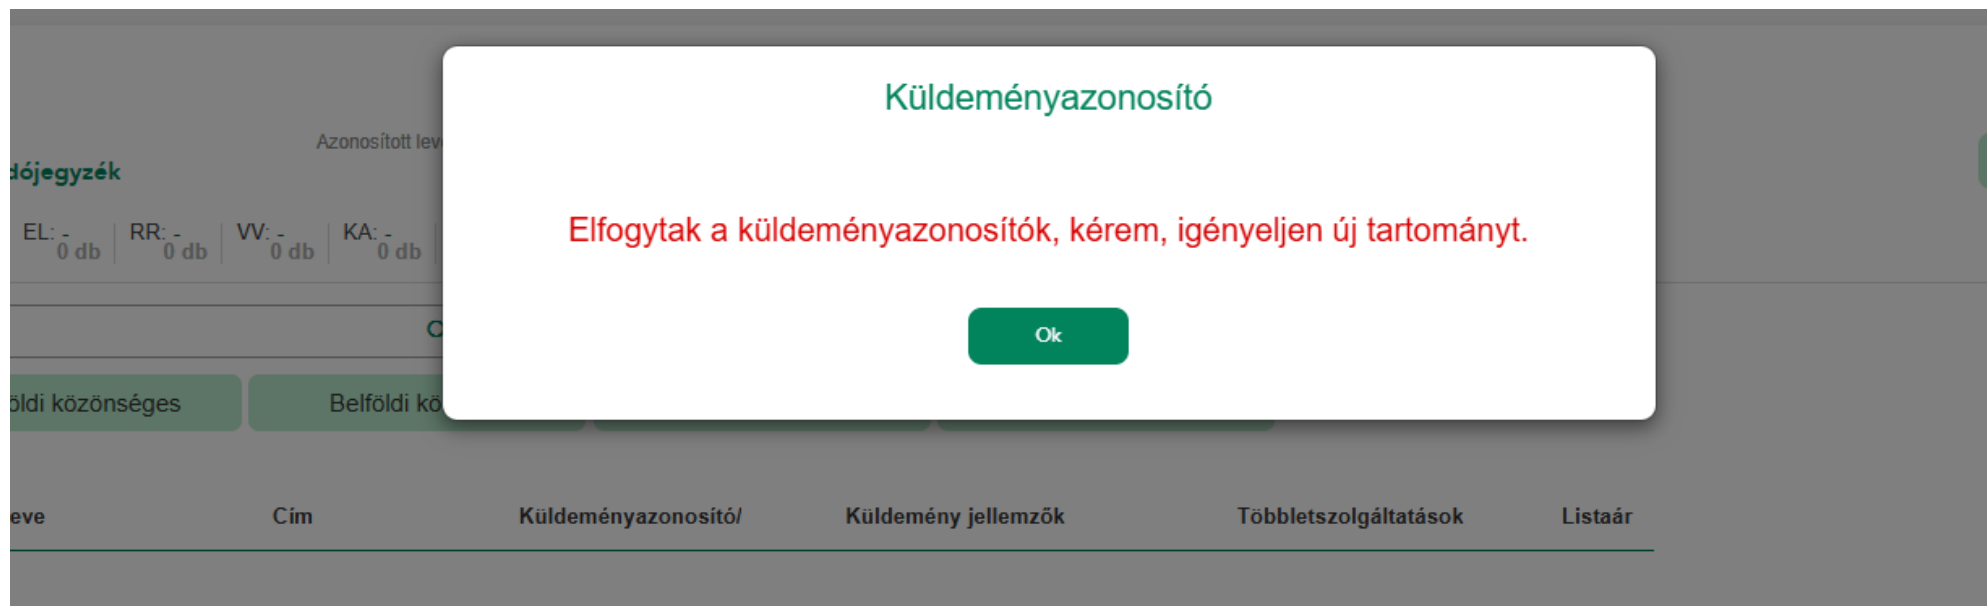 Küldeményazonosító
Azonosított
dójegyzék
EL: - RR: - VV: - KA: -
0 db 0 db 0 db 0 db
Elfogytak a küldeményazonosítók, kérem, igényeljen új tartományt.
Ok
öldi közönséges Belföldi kö
eve Cím Küldeményazonosító/ Küldemény jellemzők Többletszolgáltatások Listaár